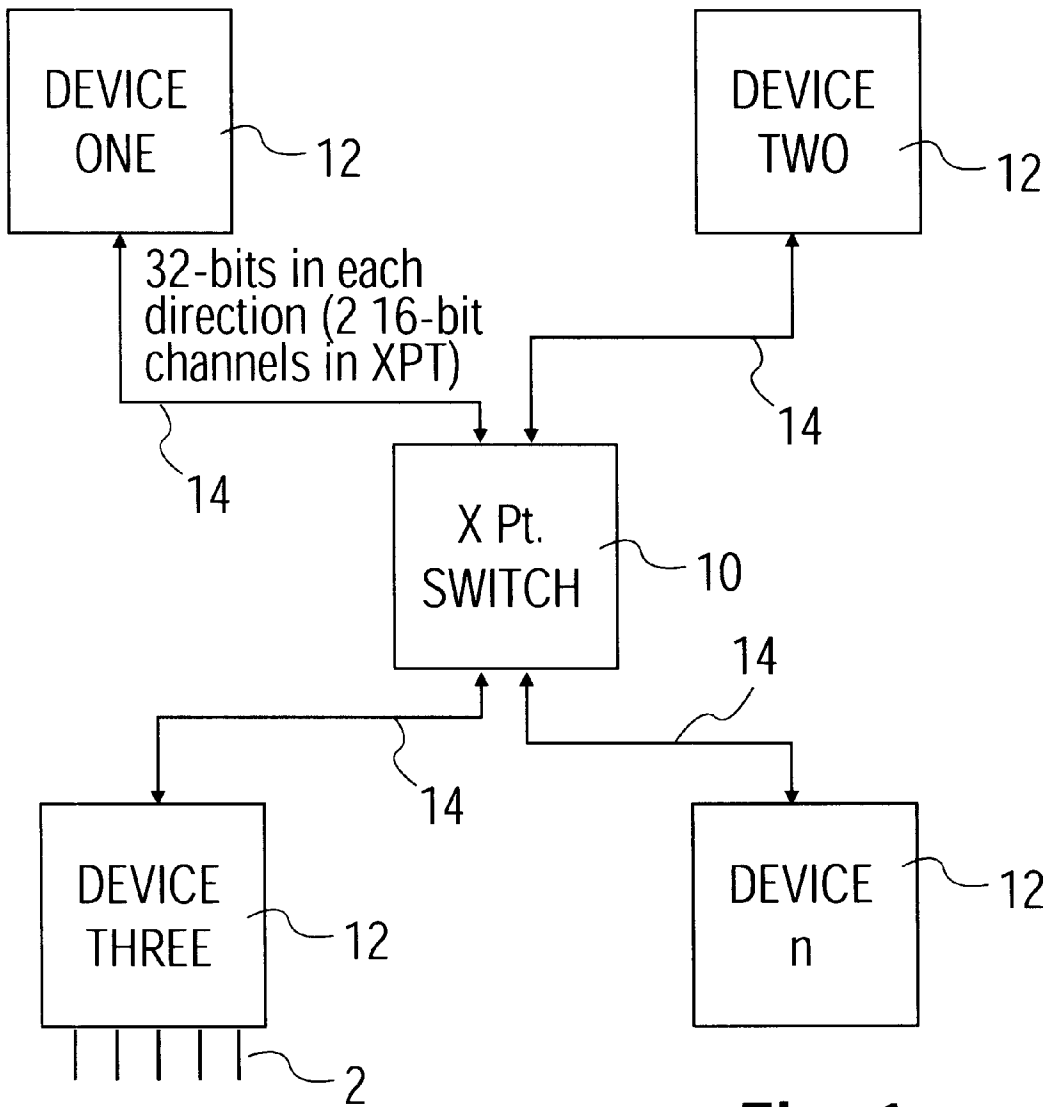 DEVICE
ONE
12
DEVICE
TWO
12
32-bits in each
direction (2 16-bit
channels in XPT)
14
14
X Pt.
SWITCH
10
14
14
DEVICE
THREE
12
DEVICE
n
12
2